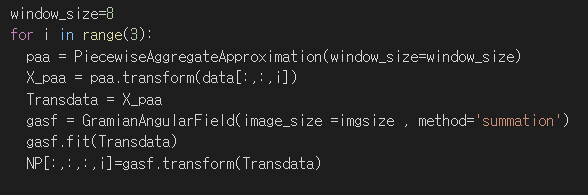 window_size=8
for i in range(3):
  paa = PiecewiseAggregateApproximation(window_size=window_size)
  X_paa = paa.transform(data[:,:,i])
  Transdata = X_paa
  gasf = GramianAngularField(image_size =imgsize , method='summation')
  gasf.fit(Transdata)
  NP[:,:,:,i]=gasf.transform(Transdata)